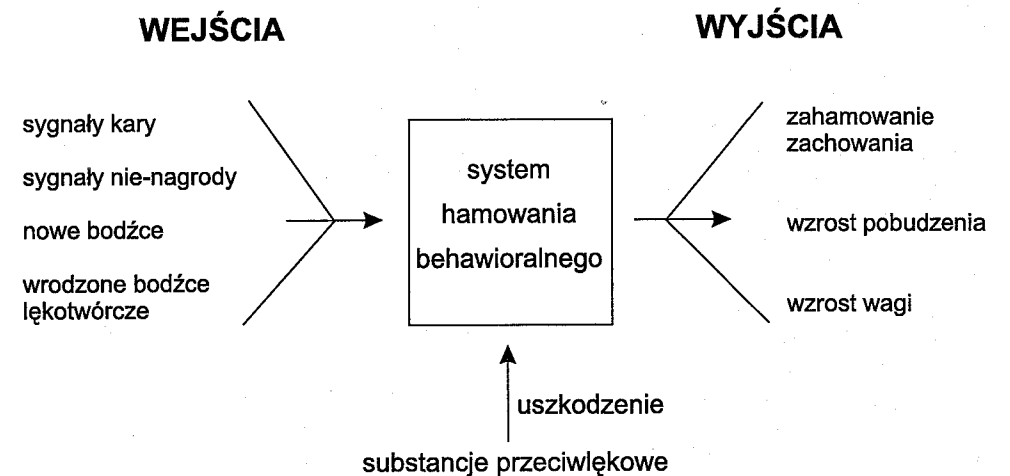 WEJŚCIA
WYJŚCIA
sygnały kary
sygnały nie-nagrody
nowe bodźce
wrodzone bodźce
lękotwórcze
system
hamowania
behawioralnego
zahamowanie
zachowania
wzrost pobudzenia
wzrost wagi
uszkodzenie
substancje przeciwlękowe